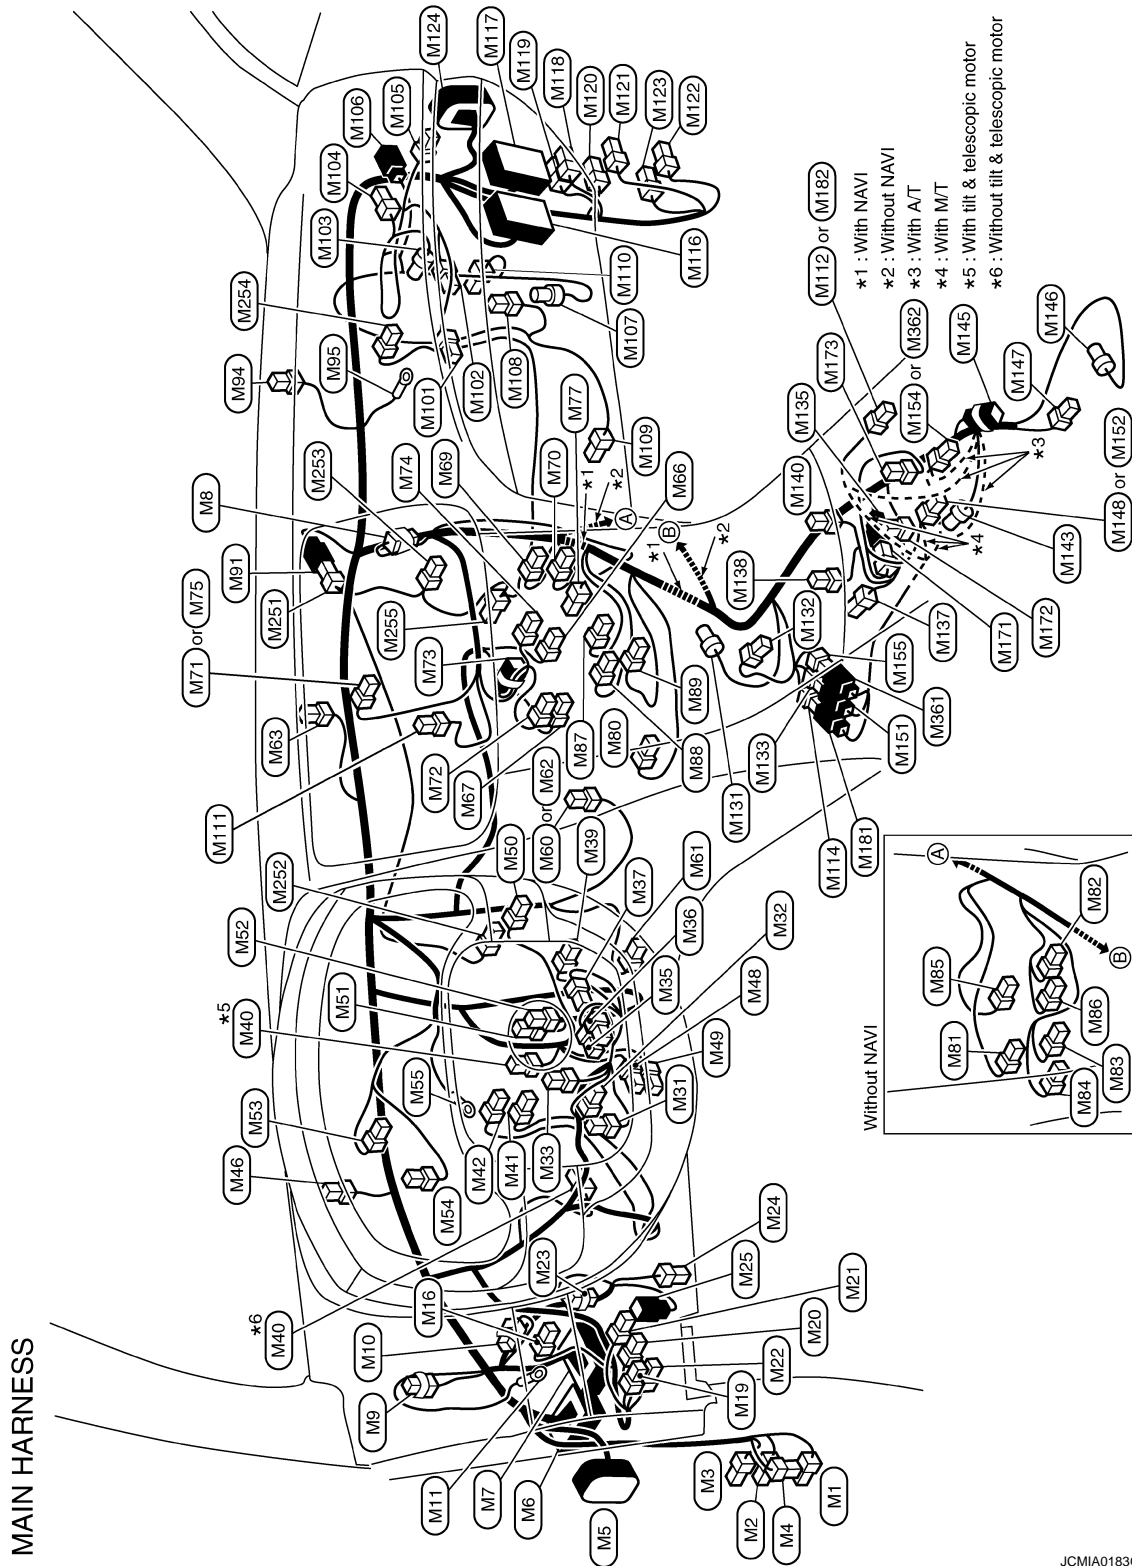 MAIN HARNESS
M1
M4
M2
M3
M5
M6
M7
M11
M9
M10
*6
M40
M16
M23
M19
M22
M20
M21
M25
M24
M46
M54
M53
M42
M41
M33
M55
M31
M49
M48
M32
*5
M40
M51
M52
M252
M35
M36
M61
M37
M39
M50
M60 or M62
M111
M63
M71 or M75
M67
M72
M73
M87
M80
M88
M89
M131
M255
M251
M91
M8
M253
M74
M69
M70
M77
*1
*2
M66
A
B
*1
*2
M109
M94
M95
M254
M101
M102
M108
M107
M110
M103
M104
M106
M105
M124
M117
M119
M118
M120
M121
M123
M122
M116
M112 or M182
*1 : With NAVI
*2 : Without NAVI
*3 : With A/T
*4 : With M/T
*5 : With tilt & telescopic motor
*6 : Without tilt & telescopic motor
M173
M154 or M362
M145
M146
M147
M135
M140
M138
M132
M133
M114
M181
M151
M361
M155
M137
M171
M172
M143
M148 or M152
*3
*4
Without NAVI
A
B
M85
M81
M82
M86
M83
M84